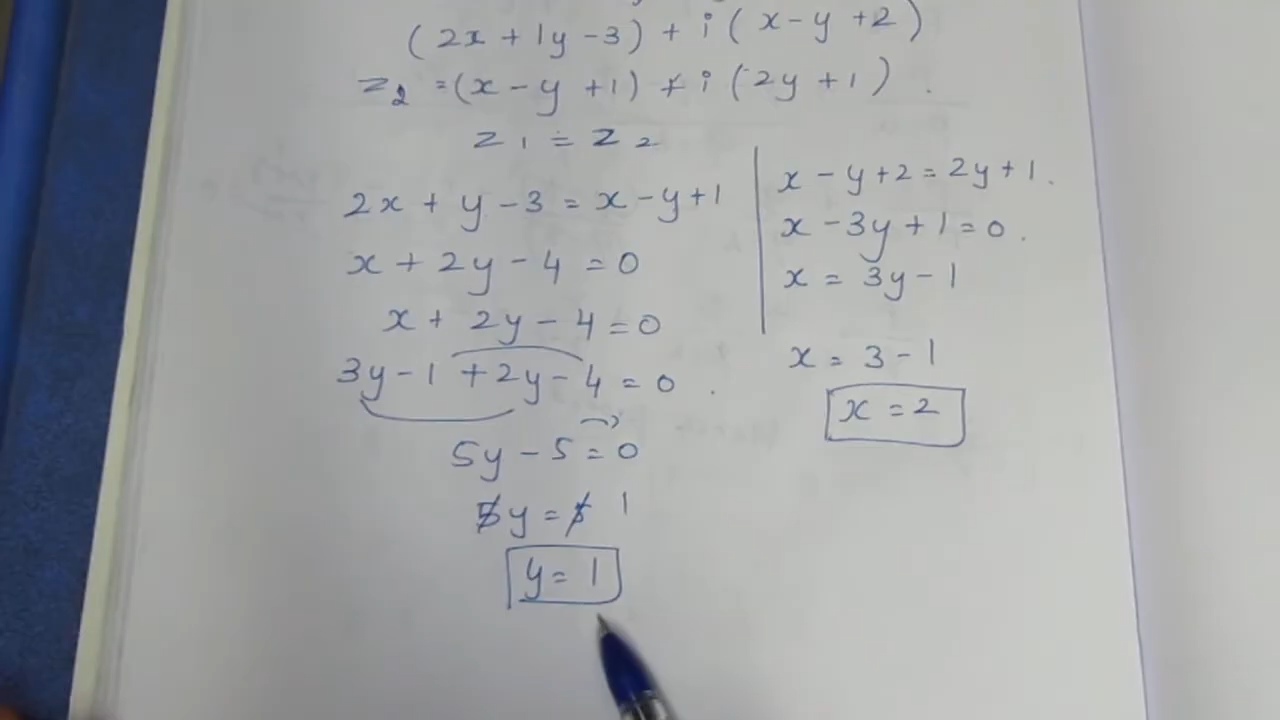 (2x + 1y - 3) + i (x - y + 2)
z₂ = (x - y + 1) + i (2y + 1) .
z₁ = z₂
2x + y - 3 = x - y + 1
x + 2y - 4 = 0
x + 2y - 4 = 0
3y - 1 + 2y - 4 = 0 .
5y - 5 = 0
5y = 5 1
y = 1
x - y + 2 = 2y + 1 .
x - 3y + 1 = 0 .
x = 3y - 1
x = 3 - 1
x = 2